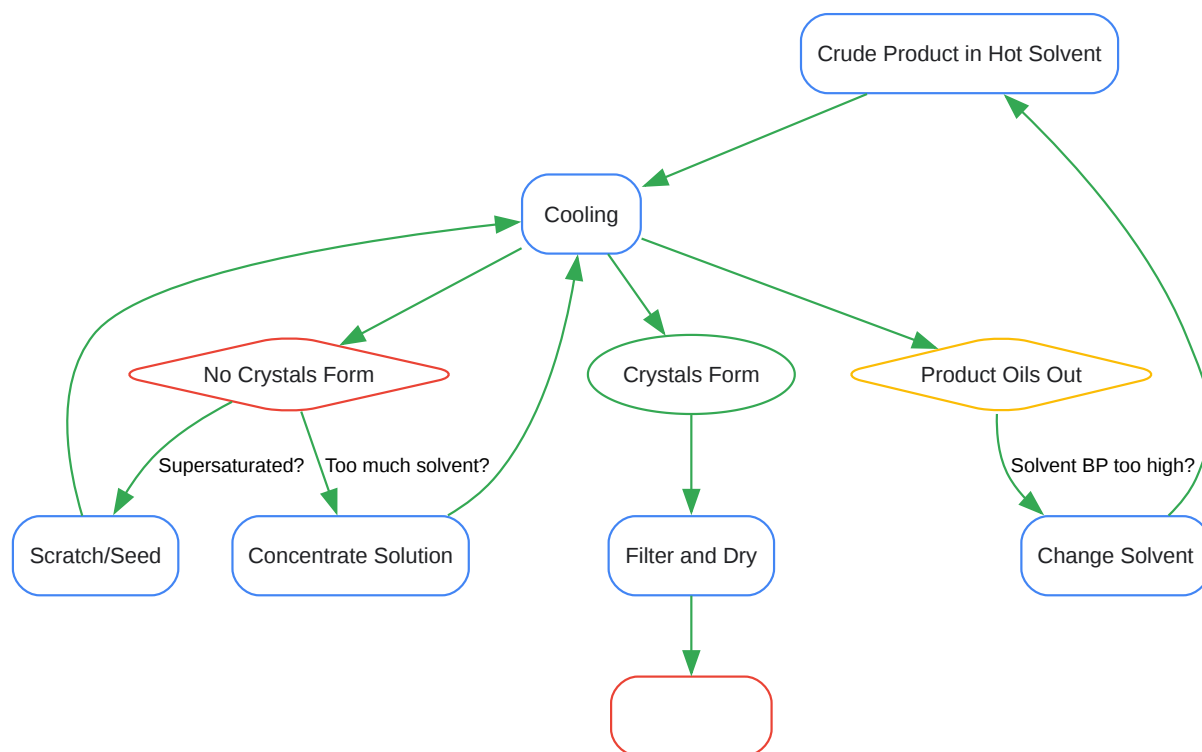 Crude Product in Hot Solvent
Cooling
No Crystals Form
Crystals Form
Product Oils Out
Supersaturated?
Too much solvent?
Solvent BP too high?
Scratch/Seed
Concentrate Solution
Filter and Dry
Change Solvent